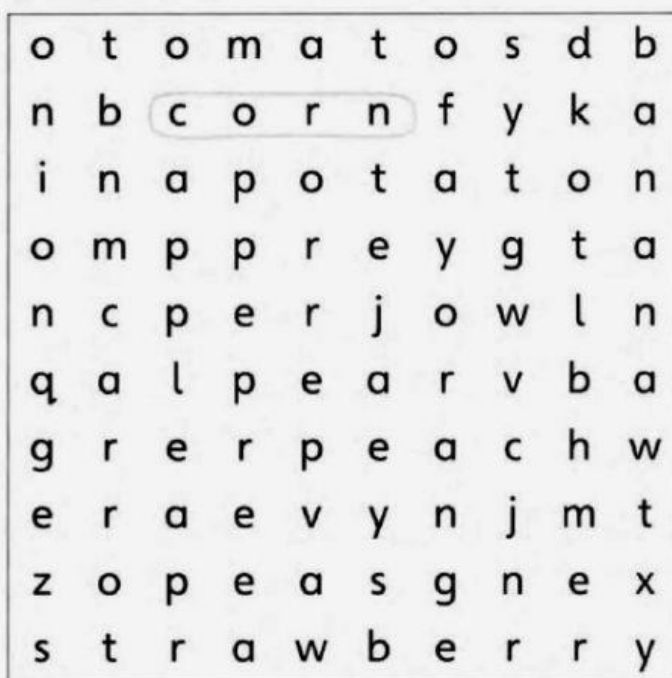 o t o m a t o s d b
n b c o r n f y k a
i n a p o t a t o n
o m p p r e y g t a
n c p e r j o w l n
q a l p e a r v b a
g r e r p e a c h w
e r a e v y n j m t
z o p e a s g n e x
s t r a w b e r r y